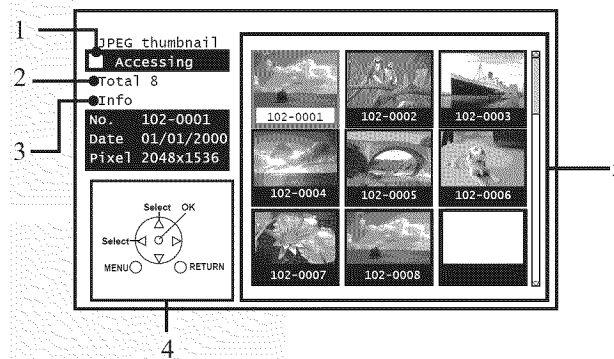 1
JPEG thumbnail
Accessing
2
Total 8
3
Info
No. 102-0001
Date 01/01/2000
Pixel 2048x1536
Select OK
Select
MENU RETURN
4
102-0001 102-0002 102-0003
102-0004 102-0005 102-0006
102-0007 102-0008